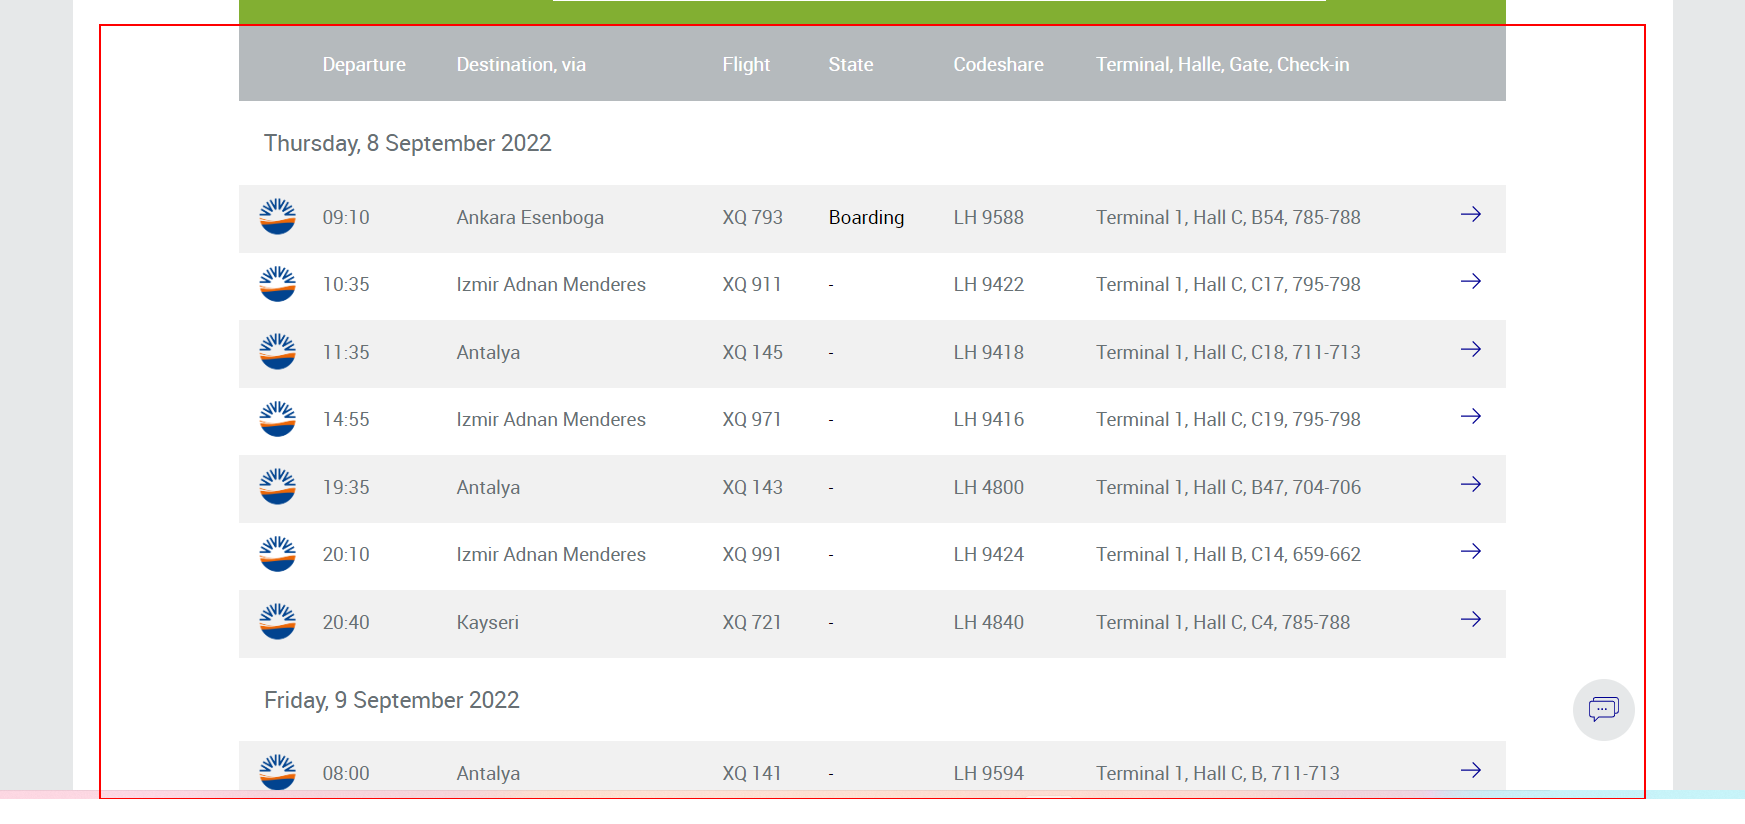 Departure Destination, via Flight State Codeshare Terminal, Halle, Gate, Check-in
Thursday, 8 September 2022
09:10 Ankara Esenboga XQ 793 Boarding LH 9588 Terminal 1, Hall C, B54, 785-788
10:35 Izmir Adnan Menderes XQ 911 - LH 9422 Terminal 1, Hall C, C17, 795-798
11:35 Antalya XQ 145 - LH 9418 Terminal 1, Hall C, C18, 711-713
14:55 Izmir Adnan Menderes XQ 971 - LH 9416 Terminal 1, Hall C, C19, 795-798
19:35 Antalya XQ 143 - LH 4800 Terminal 1, Hall C, B47, 704-706
20:10 Izmir Adnan Menderes XQ 991 - LH 9424 Terminal 1, Hall B, C14, 659-662
20:40 Kayseri XQ 721 - LH 4840 Terminal 1, Hall C, C4, 785-788
Friday, 9 September 2022
08:00 Antalya XQ 141 - LH 9594 Terminal 1, Hall C, B, 711-713